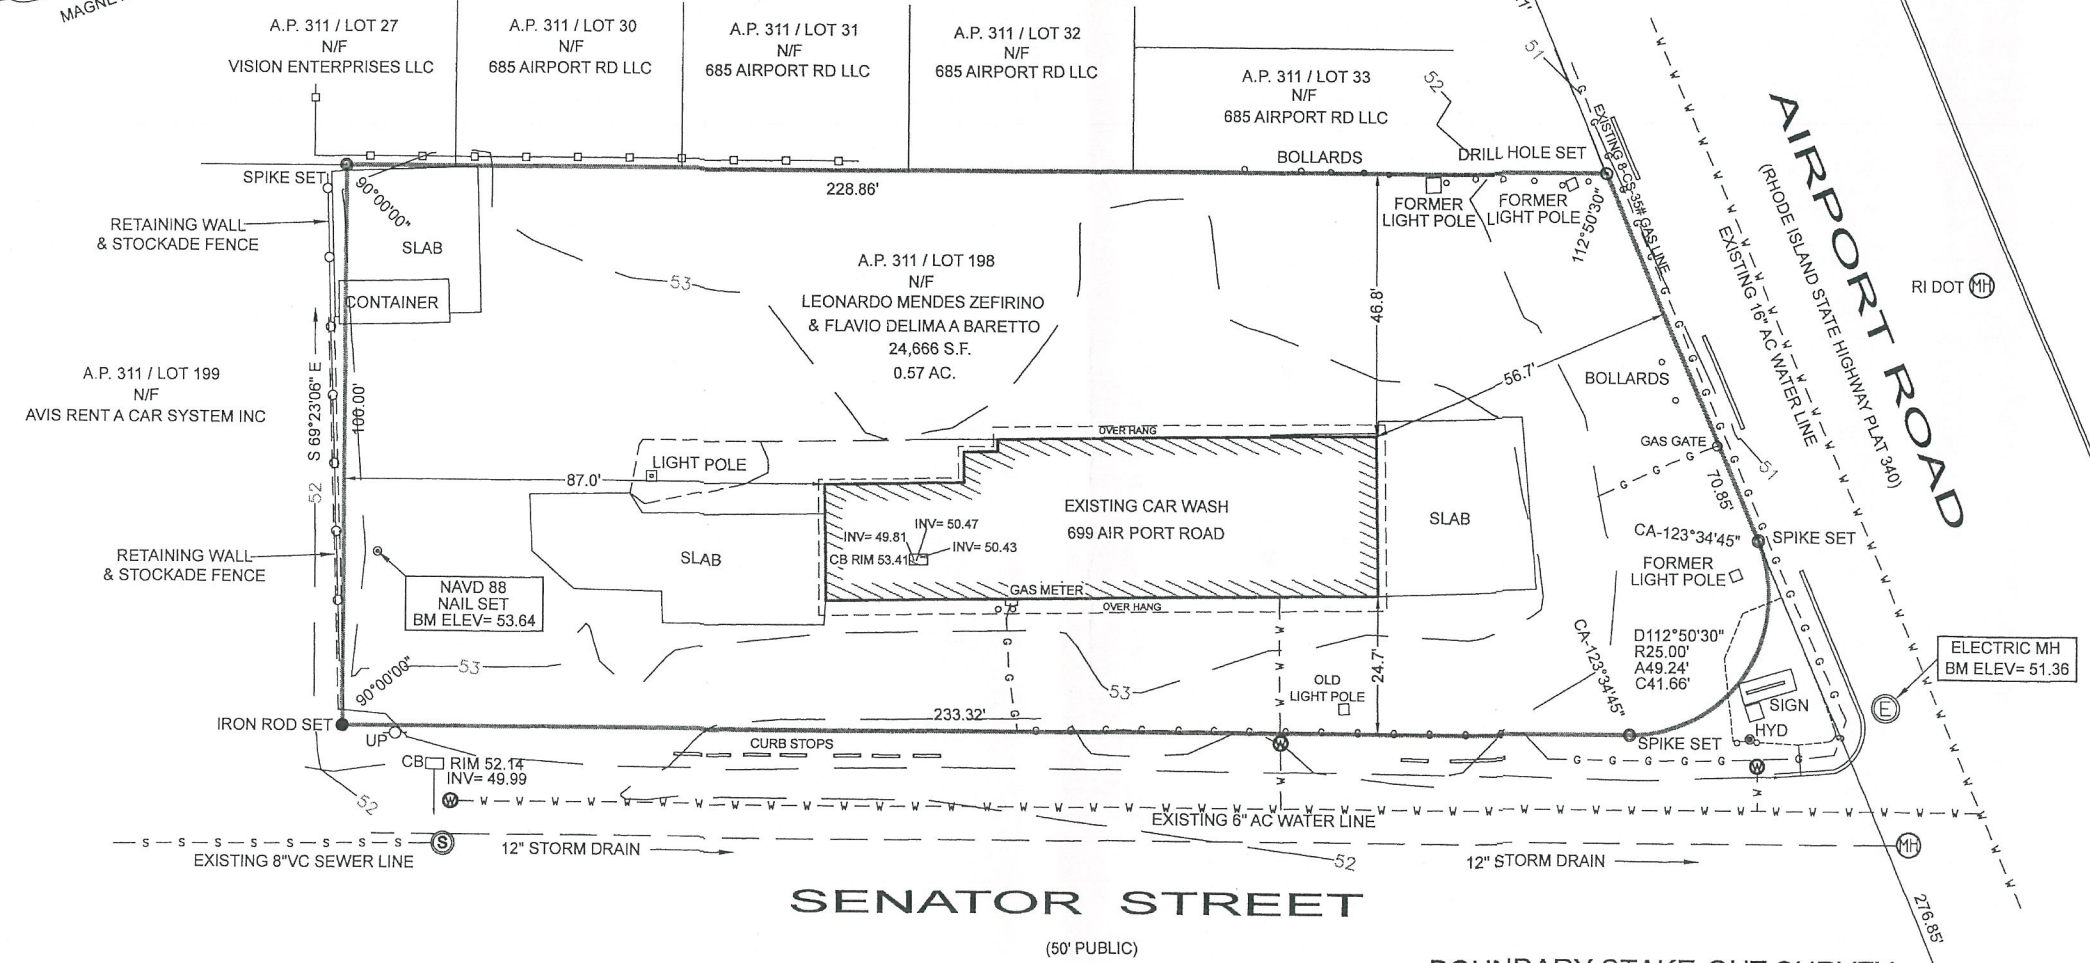 MAGNE
A.P. 311 / LOT 27
N/F
VISION ENTERPRISES LLC
A.P. 311 / LOT 30
N/F
685 AIRPORT RD LLC
A.P. 311 / LOT 31
N/F
685 AIRPORT RD LLC
A.P. 311 / LOT 32
N/F
685 AIRPORT RD LLC
A.P. 311 / LOT 33
N/F
685 AIRPORT RD LLC
52
51
BOLLARDS
DRILL HOLE SET
SPIKE SET
90°00'00"
228.86'
FORMER
LIGHT POLE
FORMER
LIGHT POLE
112°50'30"
EXISTING 8-CS-35# GAS LINE
EXISTING 16" AC WATER LINE
AIRPORT ROAD
(RHODE ISLAND STATE HIGHWAY PLAT 340)
RI DOT MH
RETAINING WALL
& STOCKADE FENCE
SLAB
CONTAINER
53
A.P. 311 / LOT 198
N/F
LEONARDO MENDES ZEFIRINO
& FLAVIO DELIMA A BARETTO
24,666 S.F.
0.57 AC.
46.8'
56.7'
BOLLARDS
A.P. 311 / LOT 199
N/F
AVIS RENT A CAR SYSTEM INC
S 69°23'06" E
100.00'
52
OVER HANG
GAS GATE
51
70.85'
LIGHT POLE
87.0'
EXISTING CAR WASH
699 AIR PORT ROAD
SLAB
INV= 50.47
INV= 49.81
INV= 50.43
CB RIM 53.41
CA-123°34'45"
SPIKE SET
FORMER
LIGHT POLE
RETAINING WALL
& STOCKADE FENCE
SLAB
NAVD 88
NAIL SET
BM ELEV= 53.64
GAS METER
OVER HANG
CA-123°34'45"
D112°50'30"
R25.00'
A49.24'
C41.66'
ELECTRIC MH
BM ELEV= 51.36
E
53
90°00'00"
53
24.7'
OLD
LIGHT POLE
SIGN
HYD
IRON ROD SET
UP
233.32'
SPIKE SET
CURB STOPS
CB RIM 52.14
INV= 49.99
52
EXISTING 6" AC WATER LINE
S
EXISTING 8"VC SEWER LINE
12" STORM DRAIN
52
12" STORM DRAIN
MH
SENATOR STREET
(50' PUBLIC)
276.85'